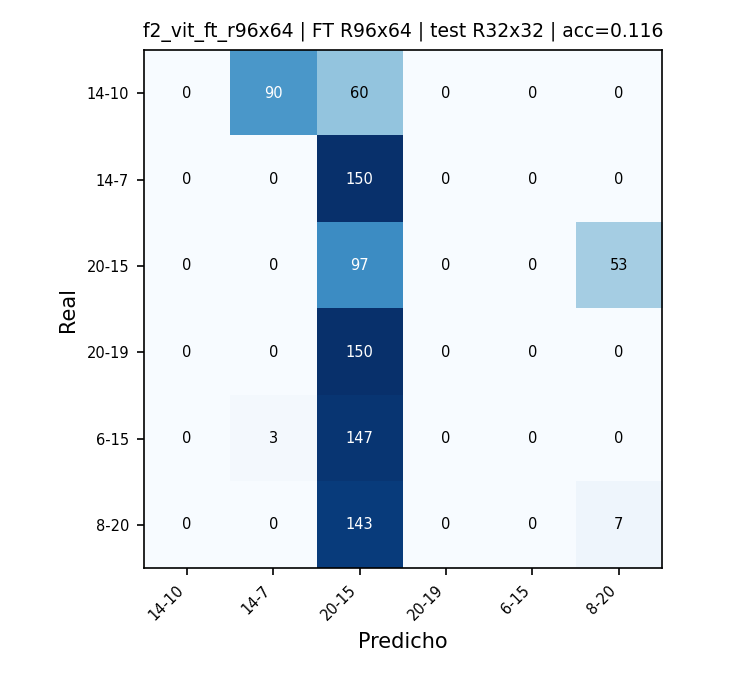 f2_vit_ft_r96x64 | FT R96x64 | test R32x32 | acc=0.116
Real
14-10 0 90 60 0 0 0
14-7 0 0 150 0 0 0
20-15 0 0 97 0 0 53
20-19 0 0 150 0 0 0
6-15 0 3 147 0 0 0
8-20 0 0 143 0 0 7
14-10 14-7 20-15 20-19 6-15 8-20
Predicho